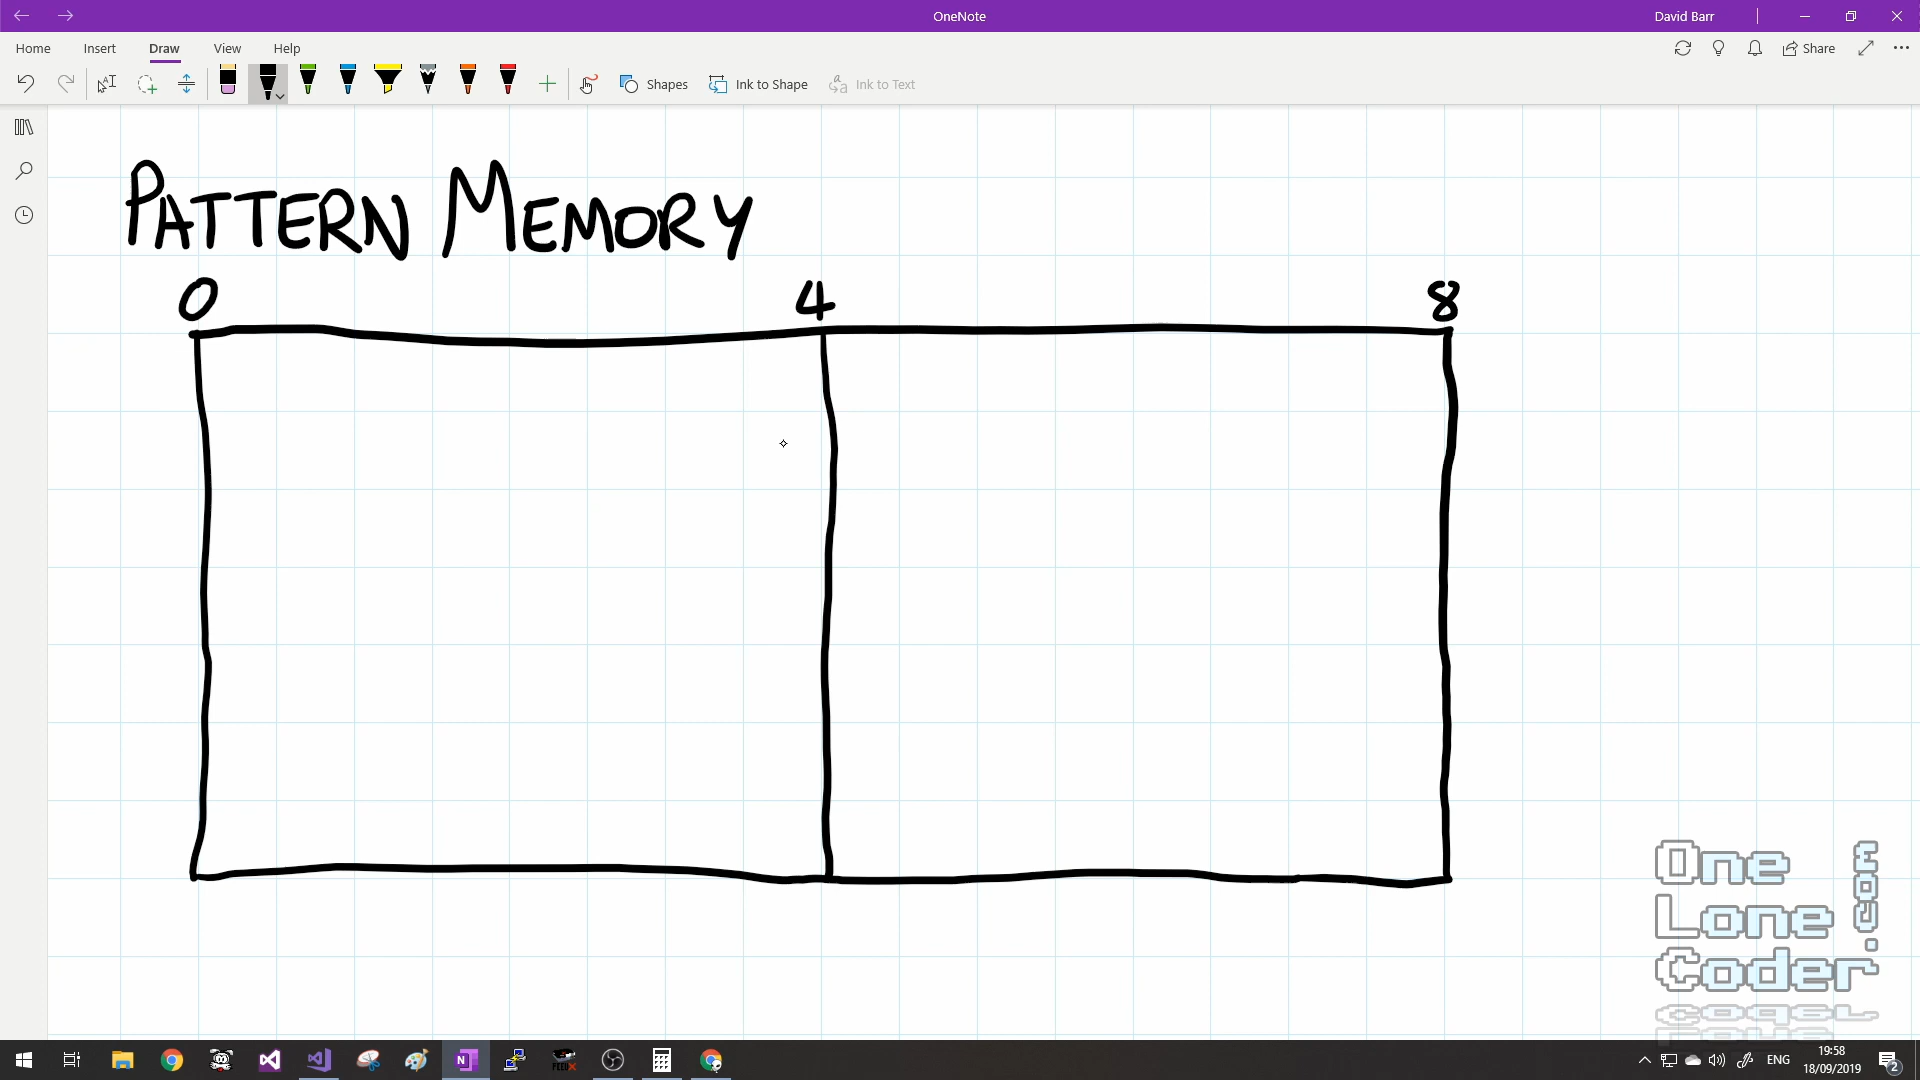 OneNote
David Barr
Home Insert Draw View Help
Share
Shapes
Ink to Shape
Ink to Text
PATTERN MEMORY
0 4 8
One
Lone
Coder
.com
ENG
19:58
18/09/2019
2